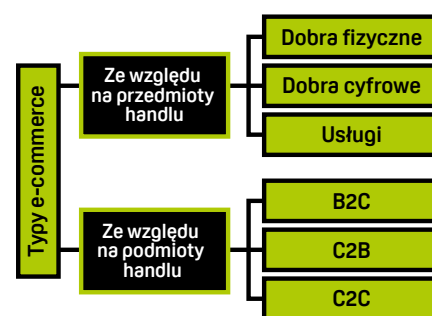 Typy e-commerce
Ze względu
na przedmioty
handlu
Dobra fizyczne
Dobra cyfrowe
Usługi
Ze względu
na podmioty
handlu
B2C
C2B
C2C